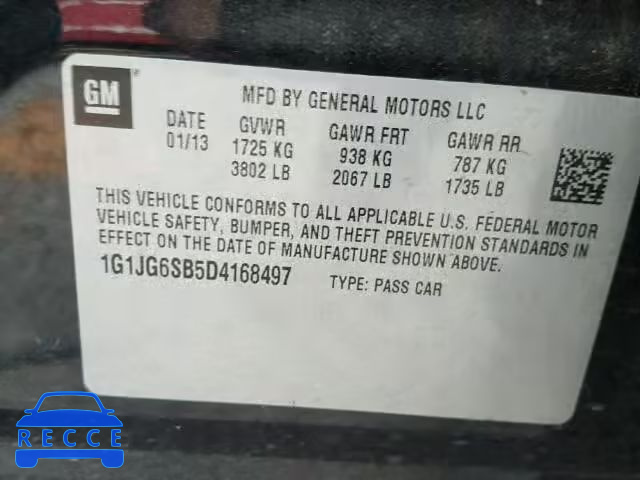 GM
MFD BY GENERAL MOTORS LLC
DATE GVWR GAWR FRT GAWR RR
01/13 1725 KG 938 KG 787 KG
3802 LB 2067 LB 1735 LB
THIS VEHICLE CONFORMS TO ALL APPLICABLE U.S. FEDERAL MOTOR
VEHICLE SAFETY, BUMPER, AND THEFT PREVENTION STANDARDS IN
EFFECT ON THE DATE OF MANUFACTURE SHOWN ABOVE.
1G1JG6SB5D4168497 TYPE: PASS CAR
RECCE